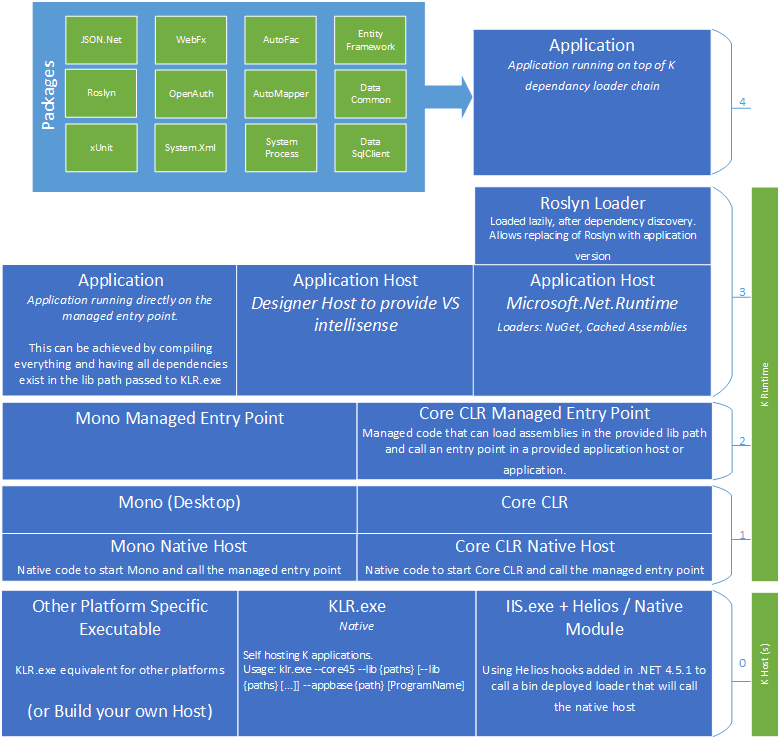 Packages
JSON.Net
WebFx
AutoFac
Entity
Framework
Roslyn
OpenAuth
AutoMapper
Data
Common
xUnit
System.Xml
System
Process
Data
SqlClient
Application
Application running on top of K
dependancy loader chain
4
Roslyn Loader
Loaded lazily, after dependency discovery.
Allows replacing of Roslyn with application
version
Application
Application running directly on the
managed entry point.
This can be achieved by compiling
everything and having all dependencies
exist in the lib path passed to KLR.exe
Application Host
Designer Host to provide VS
intellisense
Application Host
Microsoft.Net.Runtime
Loaders: NuGet, Cached Assemblies
3
K Runtime
Mono Managed Entry Point
Core CLR Managed Entry Point
Managed code that can load assemblies in the provided lib path
and call an entry point in a provided application host or
application.
2
Mono (Desktop)
Core CLR
Mono Native Host
Native code to start Mono and call the managed entry point
Core CLR Native Host
Native code to start Core CLR and call the managed entry point
1
Other Platform Specific
Executable
KLR.exe equivalent for other platforms
(or Build your own Host)
KLR.exe
Native
Self hosting K applications.
Usage: klr.exe --core45 --lib {paths} [--lib
{paths} [...]] --appbase {path} [ProgramName]
IIS.exe + Helios / Native
Module
Using Helios hooks added in .NET 4.5.1 to
call a bin deployed loader that will call
the native host
0
K Host (s)